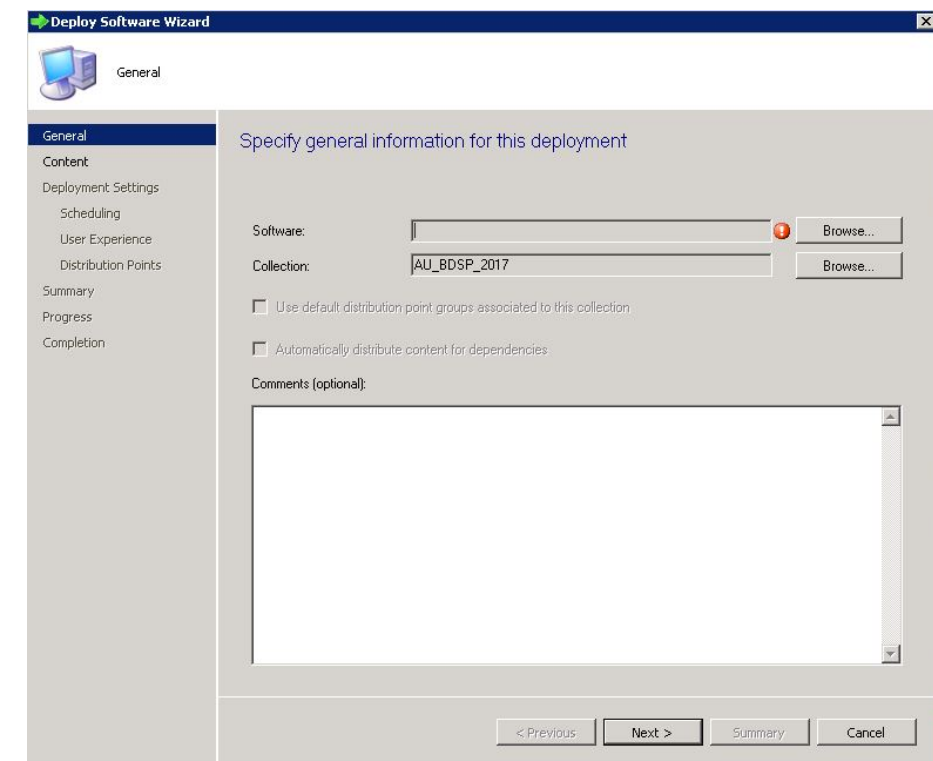 Deploy Software Wizard
General
General
Content
Deployment Settings
Scheduling
User Experience
Distribution Points
Summary
Progress
Completion
Specify general information for this deployment
Software:
Browse...
Collection:
AU_BDSP_2017
Browse...
Use default distribution point groups associated to this collection
Automatically distribute content for dependencies
Comments (optional):
< Previous
Next >
Summary
Cancel